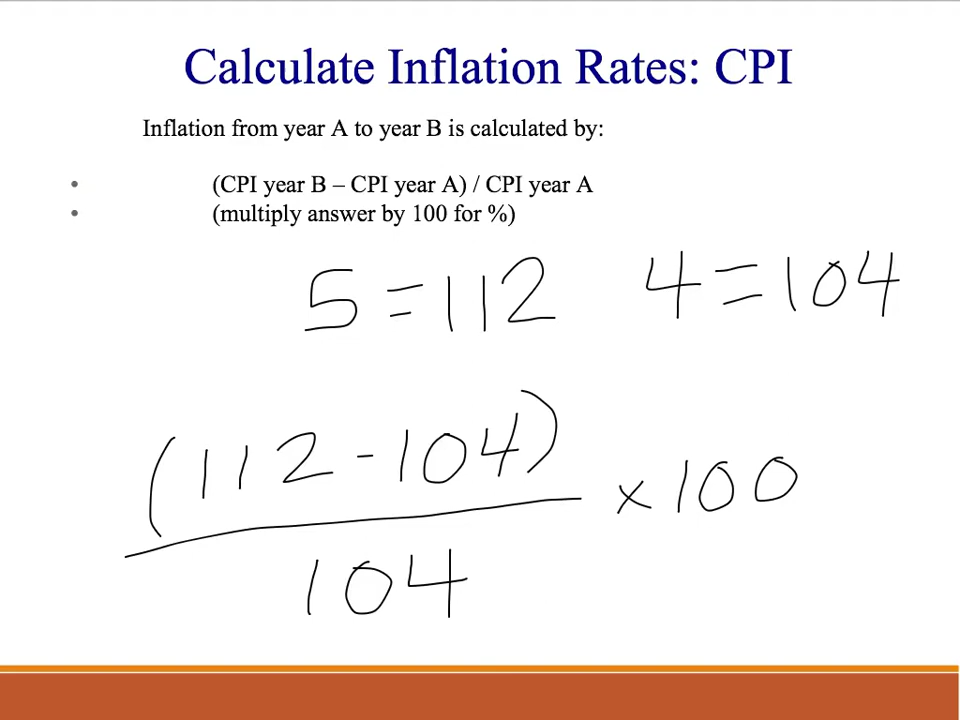 Calculate Inflation Rates: CPI
Inflation from year A to year B is calculated by:
• (CPI year B – CPI year A) / CPI year A
• (multiply answer by 100 for %)
5=112 4=104
(112-104)
x100
104